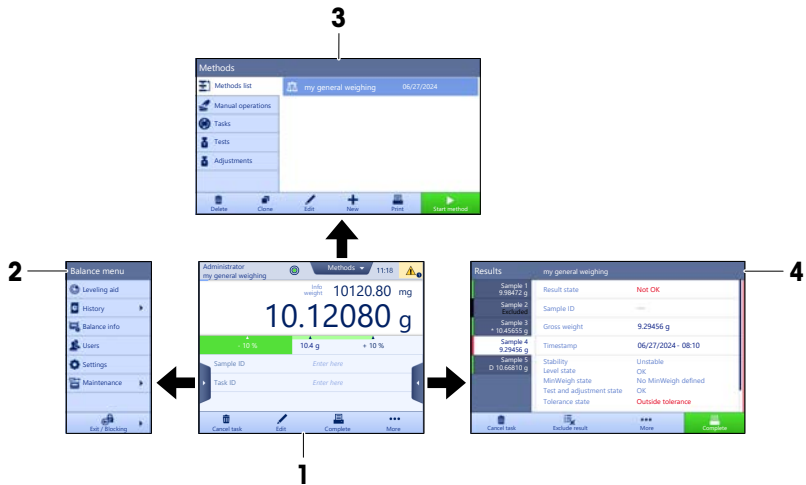 3
Methods
Methods list
my general weighing 06/27/2024
Manual operations
Tasks
Tests
Adjustments
Delete Clone Edit New Print Start method
2
Balance menu
Leveling aid
History
Balance info
Users
Settings
Maintenance
Exit / Blocking
Administrator
my general weighing
Methods 11:18
Info
weight 10120.80 mg
10.12080 g
- 10 % 10.4 g + 10 %
Sample ID Enter here
Task ID Enter here
Cancel task Edit Complete More
1
4
Results my general weighing
Sample 1
9.98472 g
Sample 2
Excluded
Sample 3
* 10.45655 g
Sample 4
9.29456 g
Sample 5
D 10.66810 g
Result state Not OK
Sample ID ---
Gross weight 9.29456 g
Timestamp 06/27/2024 - 08:10
Stability Unstable
Level state OK
MinWeigh state No MinWeigh defined
Test and adjustment state OK
Tolerance state Outside tolerance
Cancel task Exclude result More Complete